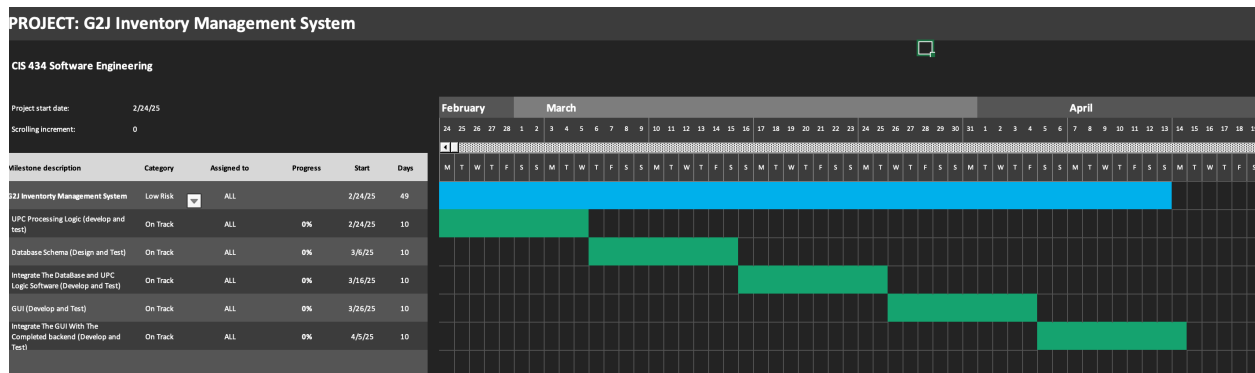 PROJECT: G2J Inventory Management System
CIS 434 Software Engineering
Project start date: 2/24/25
Scrolling increment: 0
February March April
24 25 26 27 28 1 2 3 4 5 6 7 8 9 10 11 12 13 14 15 16 17 18 19 20 21 22 23 24 25 26 27 28 29 30 31 1 2 3 4 5 6 7 8 9 10 11 12 13 14 15 16 17 18
Milestone description Category Assigned to Progress Start Days M T W T F S S M T W T F S S M T W T F S S M T W T F S S M T W T F S S M T W T F S S M T W T F S S M T W T F
G2J Inventorty Management System Low Risk ALL 2/24/25 49
UPC Processing Logic (develop and
test) On Track ALL 0% 2/24/25 10
Database Schema (Design and Test) On Track ALL 0% 3/6/25 10
Integrate The DataBase and UPC
Logic Software (Develop and Test) On Track ALL 0% 3/16/25 10
GUI (Develop and Test) On Track ALL 0% 3/26/25 10
Integrate The GUI With The
Completed backend (Develop and
Test) On Track ALL 0% 4/5/25 10